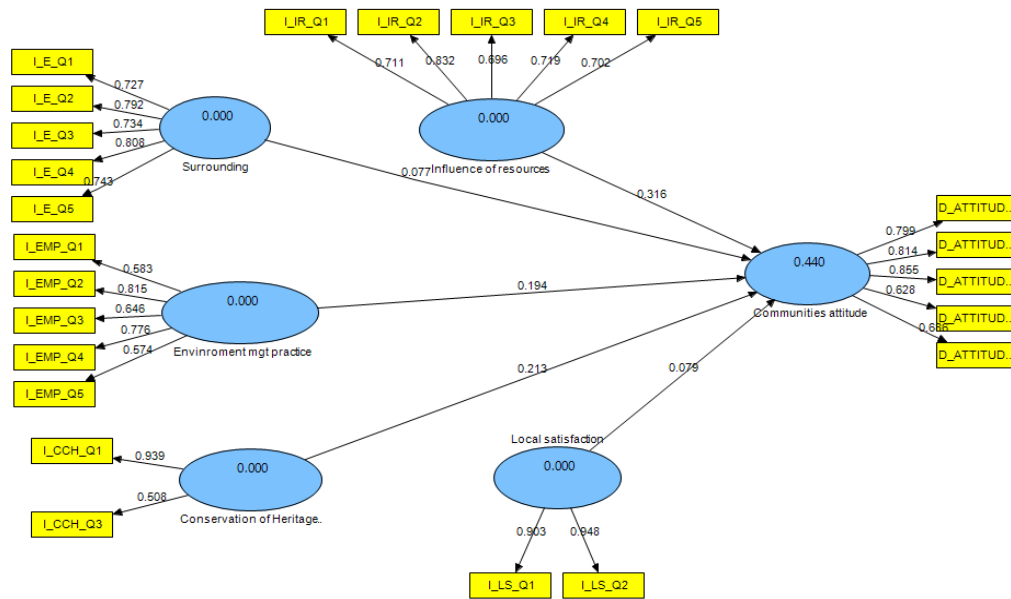 I_IR_Q1
I_IR_Q2
I_IR_Q3
I_IR_Q4
I_IR_Q5
0.711
0.832
0.696
0.719
0.702
0.000
Influence of resources
I_E_Q1
I_E_Q2
I_E_Q3
I_E_Q4
I_E_Q5
0.727
0.792
0.734
0.808
0.743
0.000
Surrounding
0.077
0.316
I_EMP_Q1
I_EMP_Q2
I_EMP_Q3
I_EMP_Q4
I_EMP_Q5
0.583
0.815
0.646
0.776
0.574
0.000
Envinroment mgt practice
0.194
0.440
Communities attitude
0.799
0.814
0.855
0.628
D_ATTITUD..
D_ATTITUD..
D_ATTITUD..
D_ATTITUD..
D_ATTITUD..
I_CCH_Q1
I_CCH_Q3
0.939
0.508
0.000
Conservation of Heritage..
0.213
Local satisfaction
0.000
0.079
0.903
0.948
I_LS_Q1
I_LS_Q2